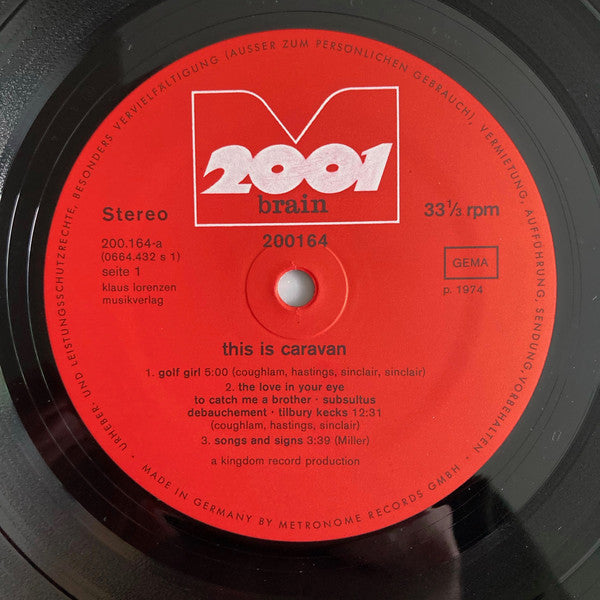 URHEBER- UND LEISTUNGSSCHUTZRECHTE, BESONDERS VERVIELFÄLTIGUNG (AUSSER ZUM PERSÖNLICHEN GEBRAUCH), VERMIETUNG, AUFFÜHRUNG, SENDUNG, VORBEHALTEN
2001
brain
Stereo
33 1/3 rpm
200164
200.164-a
(0664.432 s 1)
seite 1
klaus lorenzen
musikverlag
GEMA
p. 1974
this is caravan
1. golf girl 5:00 (coughlam, hastings, sinclair, sinclair)
2. the love in your eye
to catch me a brother · subsultus
debauchement · tilbury kecks 12:31
(coughlam, hastings, sinclair)
3. songs and signs 3:39 (Miller)
a kingdom record production
• MADE IN GERMANY BY METRONOME RECORDS GMBH •